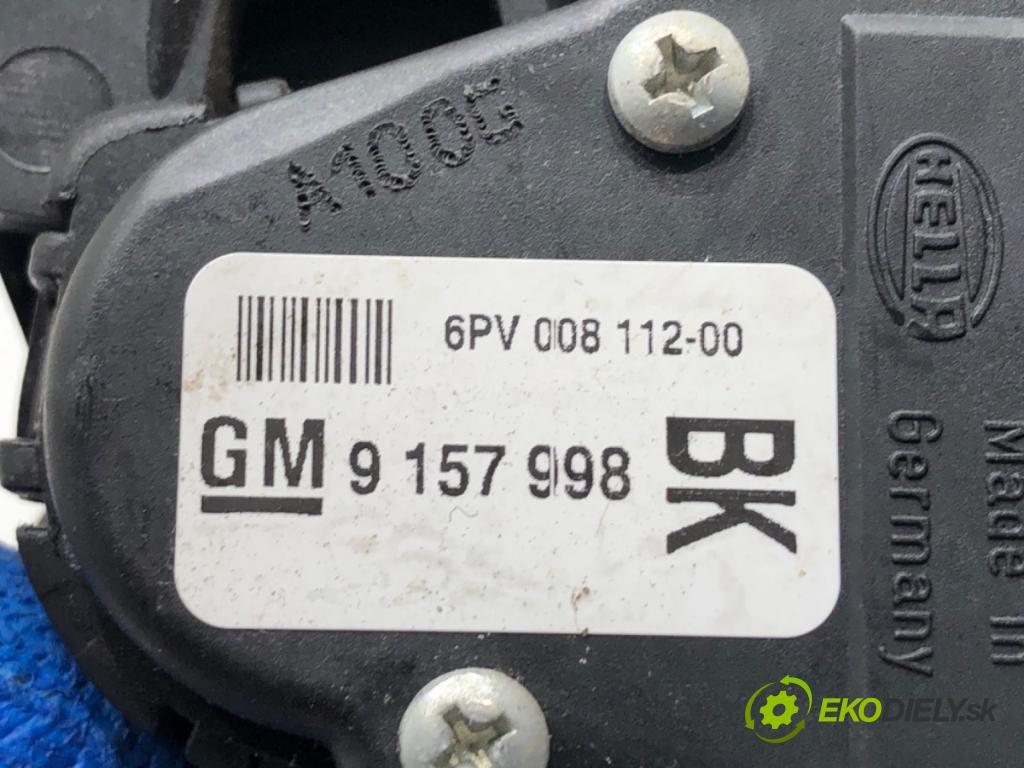 A100G
HELLA
6PV 008 112-00
GM 9 157 998
BK
Made in
Germany
EKODIELY.sk